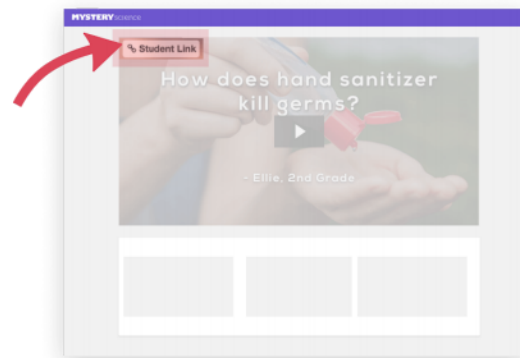 MYSTERY SCIENCE
Student Link
How does hand sanitizer
kill germs?
- Ellie, 2nd Grade